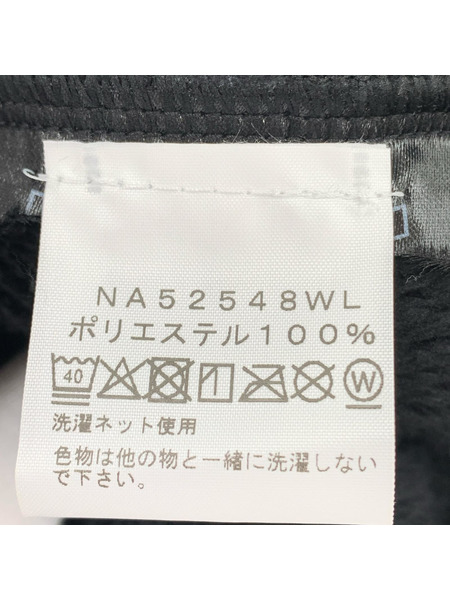 NA52548WL
ポリエステル100%
40 W
洗濯ネット使用
色物は他の物と一緒に洗濯しない
で下さい。